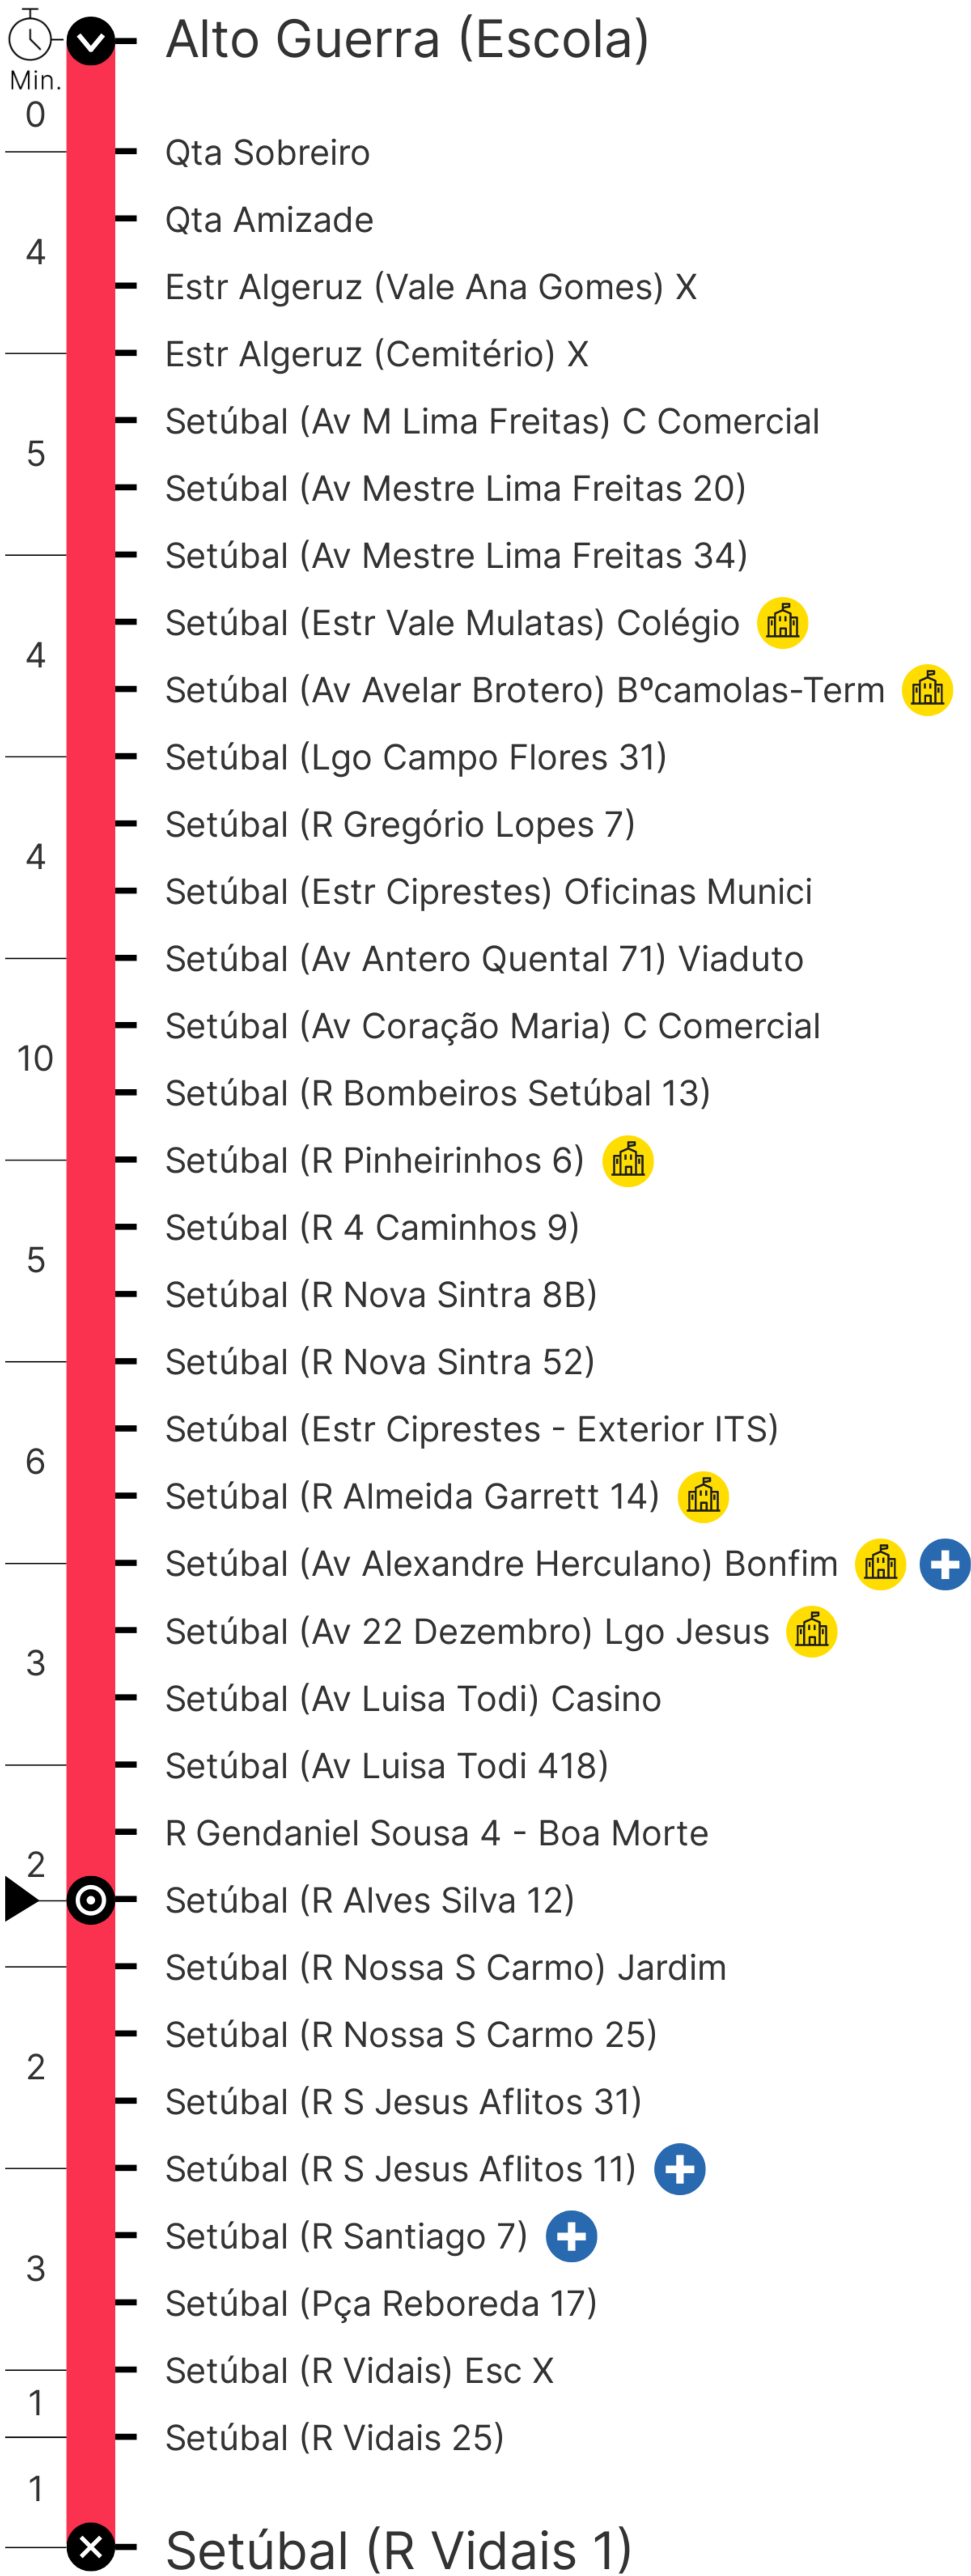 Alto Guerra (Escola)
Min.
0
Qta Sobreiro
Qta Amizade
4
Estr Algeruz (Vale Ana Gomes) X
Estr Algeruz (Cemitério) X
Setúbal (Av M Lima Freitas) C Comercial
5
Setúbal (Av Mestre Lima Freitas 20)
Setúbal (Av Mestre Lima Freitas 34)
Setúbal (Estr Vale Mulatas) Colégio
4
Setúbal (Av Avelar Brotero) Bºcamolas-Term
Setúbal (Lgo Campo Flores 31)
Setúbal (R Gregório Lopes 7)
4
Setúbal (Estr Ciprestes) Oficinas Munici
Setúbal (Av Antero Quental 71) Viaduto
Setúbal (Av Coração Maria) C Comercial
10
Setúbal (R Bombeiros Setúbal 13)
Setúbal (R Pinheirinhos 6)
Setúbal (R 4 Caminhos 9)
5
Setúbal (R Nova Sintra 8B)
Setúbal (R Nova Sintra 52)
Setúbal (Estr Ciprestes - Exterior ITS)
6
Setúbal (R Almeida Garrett 14)
Setúbal (Av Alexandre Herculano) Bonfim
Setúbal (Av 22 Dezembro) Lgo Jesus
3
Setúbal (Av Luisa Todi) Casino
Setúbal (Av Luisa Todi 418)
R Gendaniel Sousa 4 - Boa Morte
2
Setúbal (R Alves Silva 12)
Setúbal (R Nossa S Carmo) Jardim
Setúbal (R Nossa S Carmo 25)
2
Setúbal (R S Jesus Aflitos 31)
Setúbal (R S Jesus Aflitos 11)
Setúbal (R Santiago 7)
3
Setúbal (Pça Reboreda 17)
Setúbal (R Vidais) Esc X
1
Setúbal (R Vidais 25)
1
Setúbal (R Vidais 1)